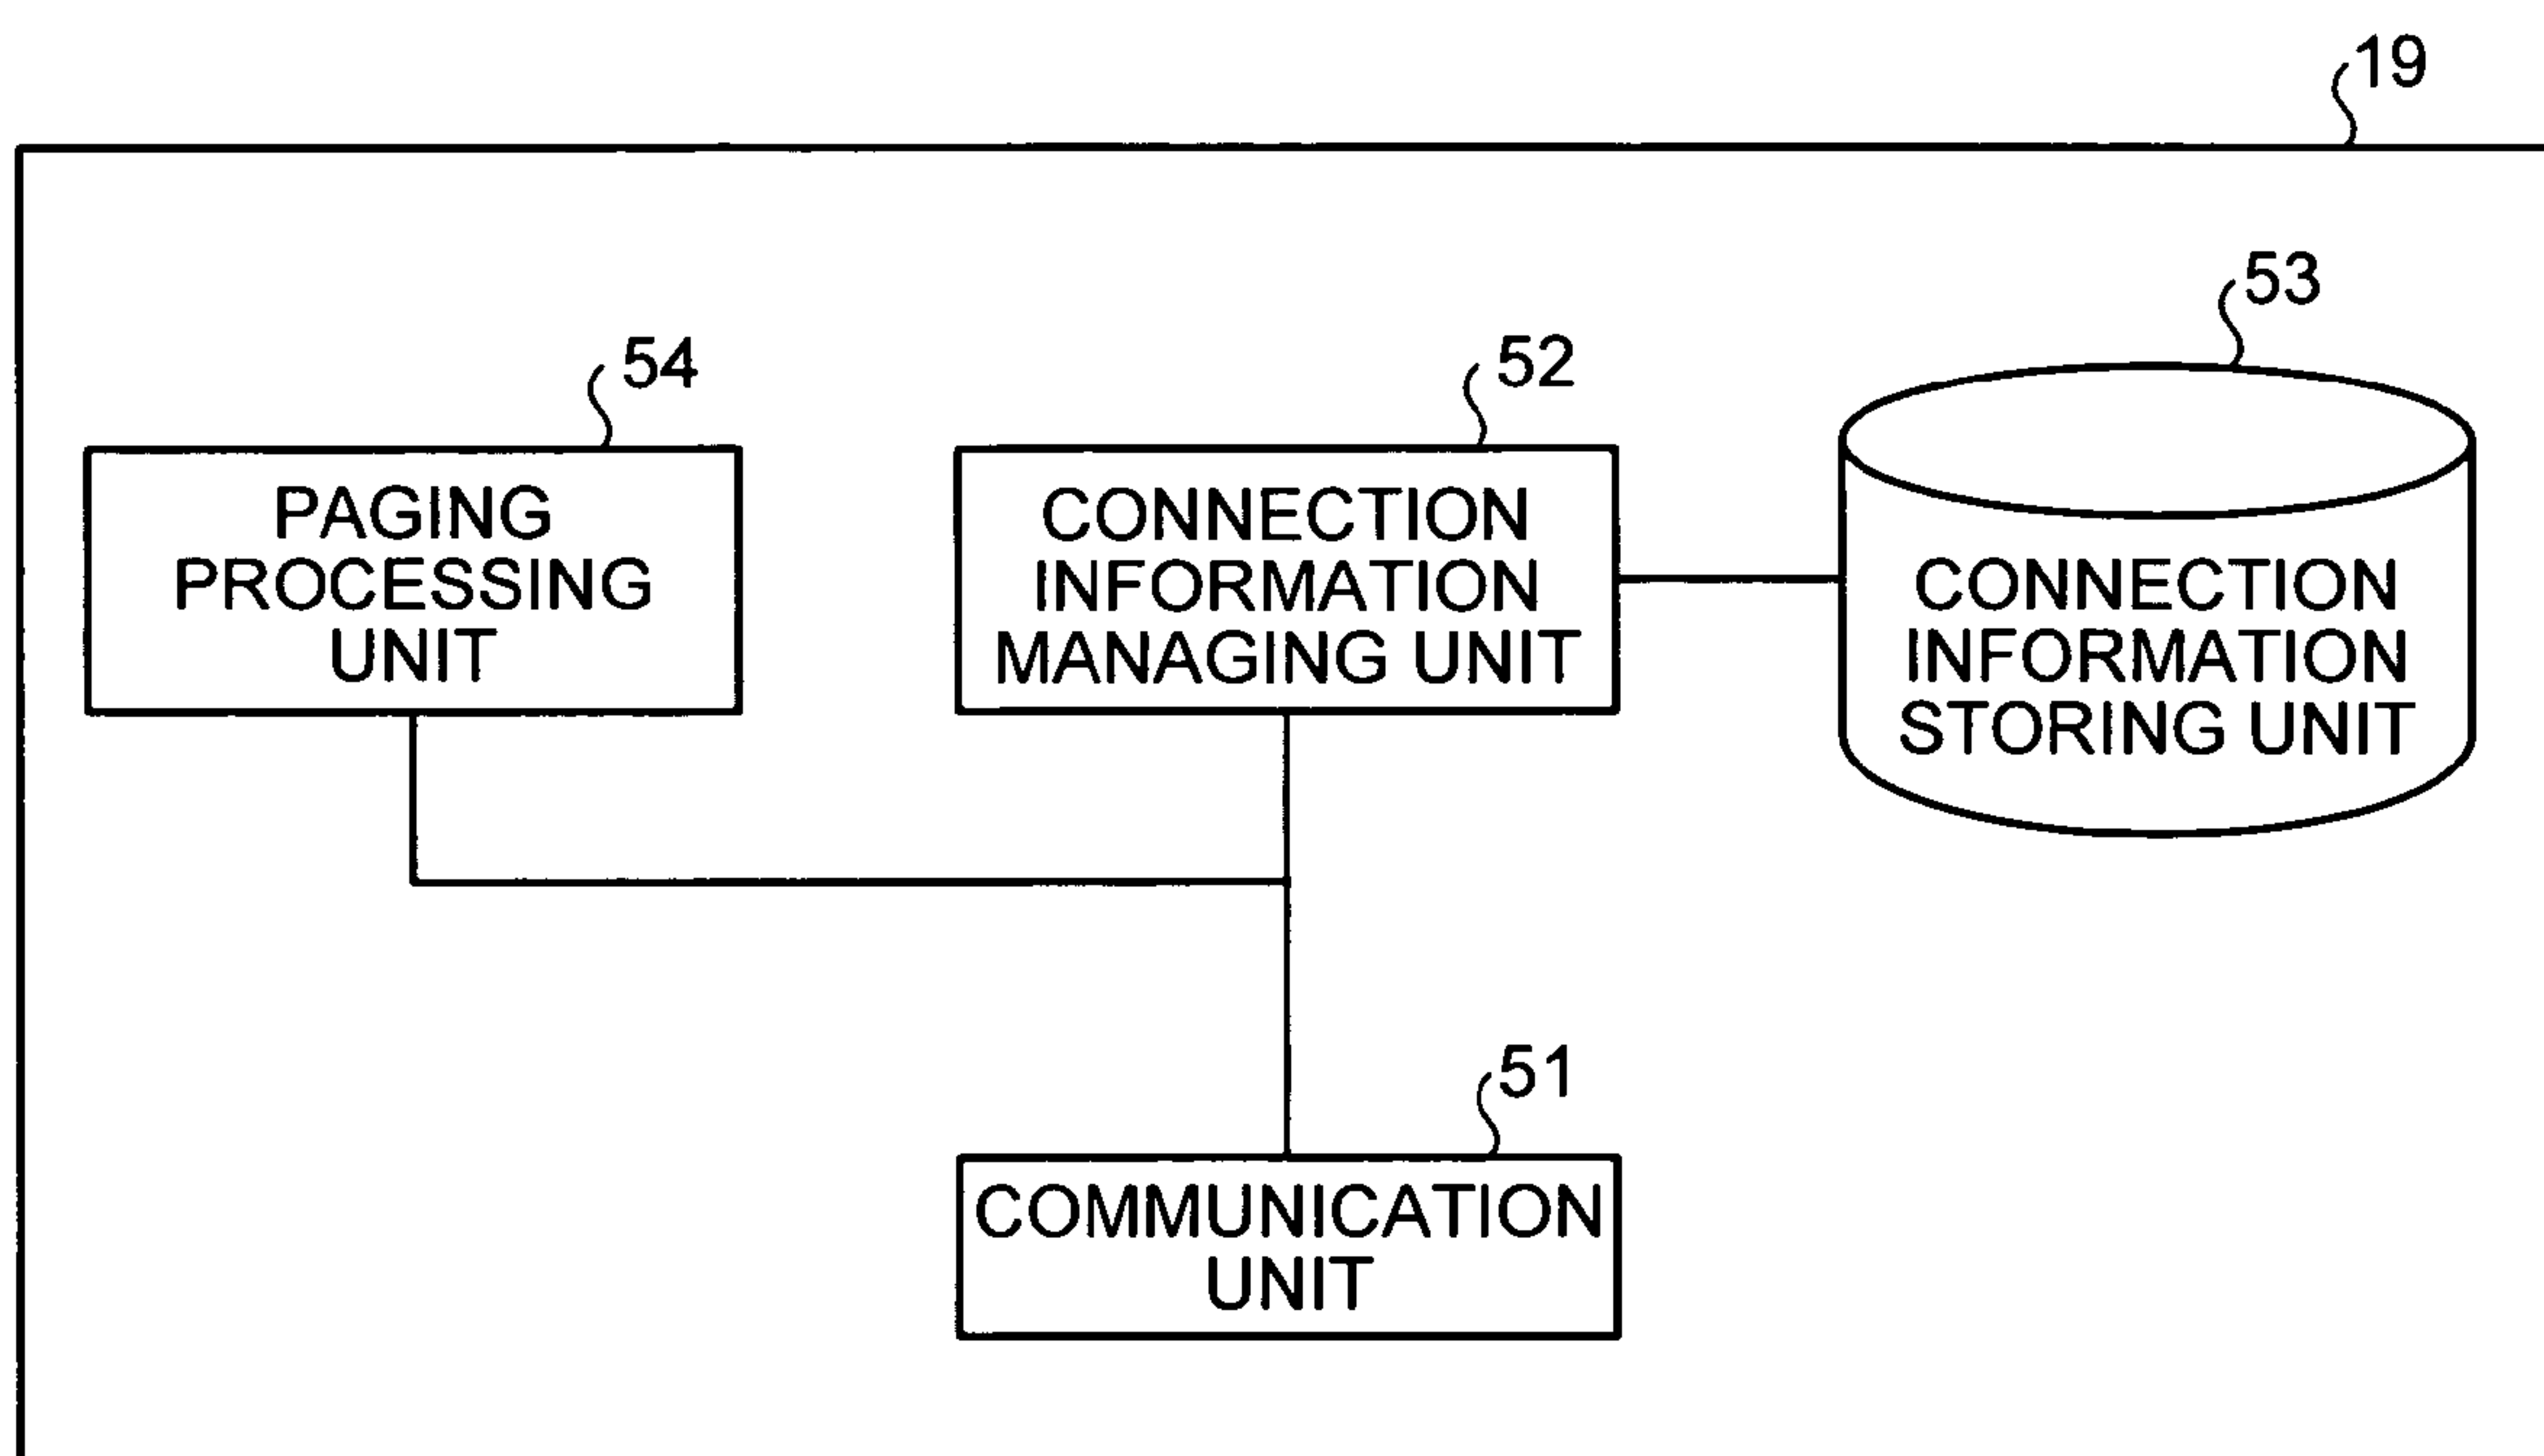 19
53
54
52
PAGING
PROCESSING
UNIT
CONNECTION
INFORMATION
MANAGING UNIT
CONNECTION
INFORMATION
STORING UNIT
51
COMMUNICATION
UNIT